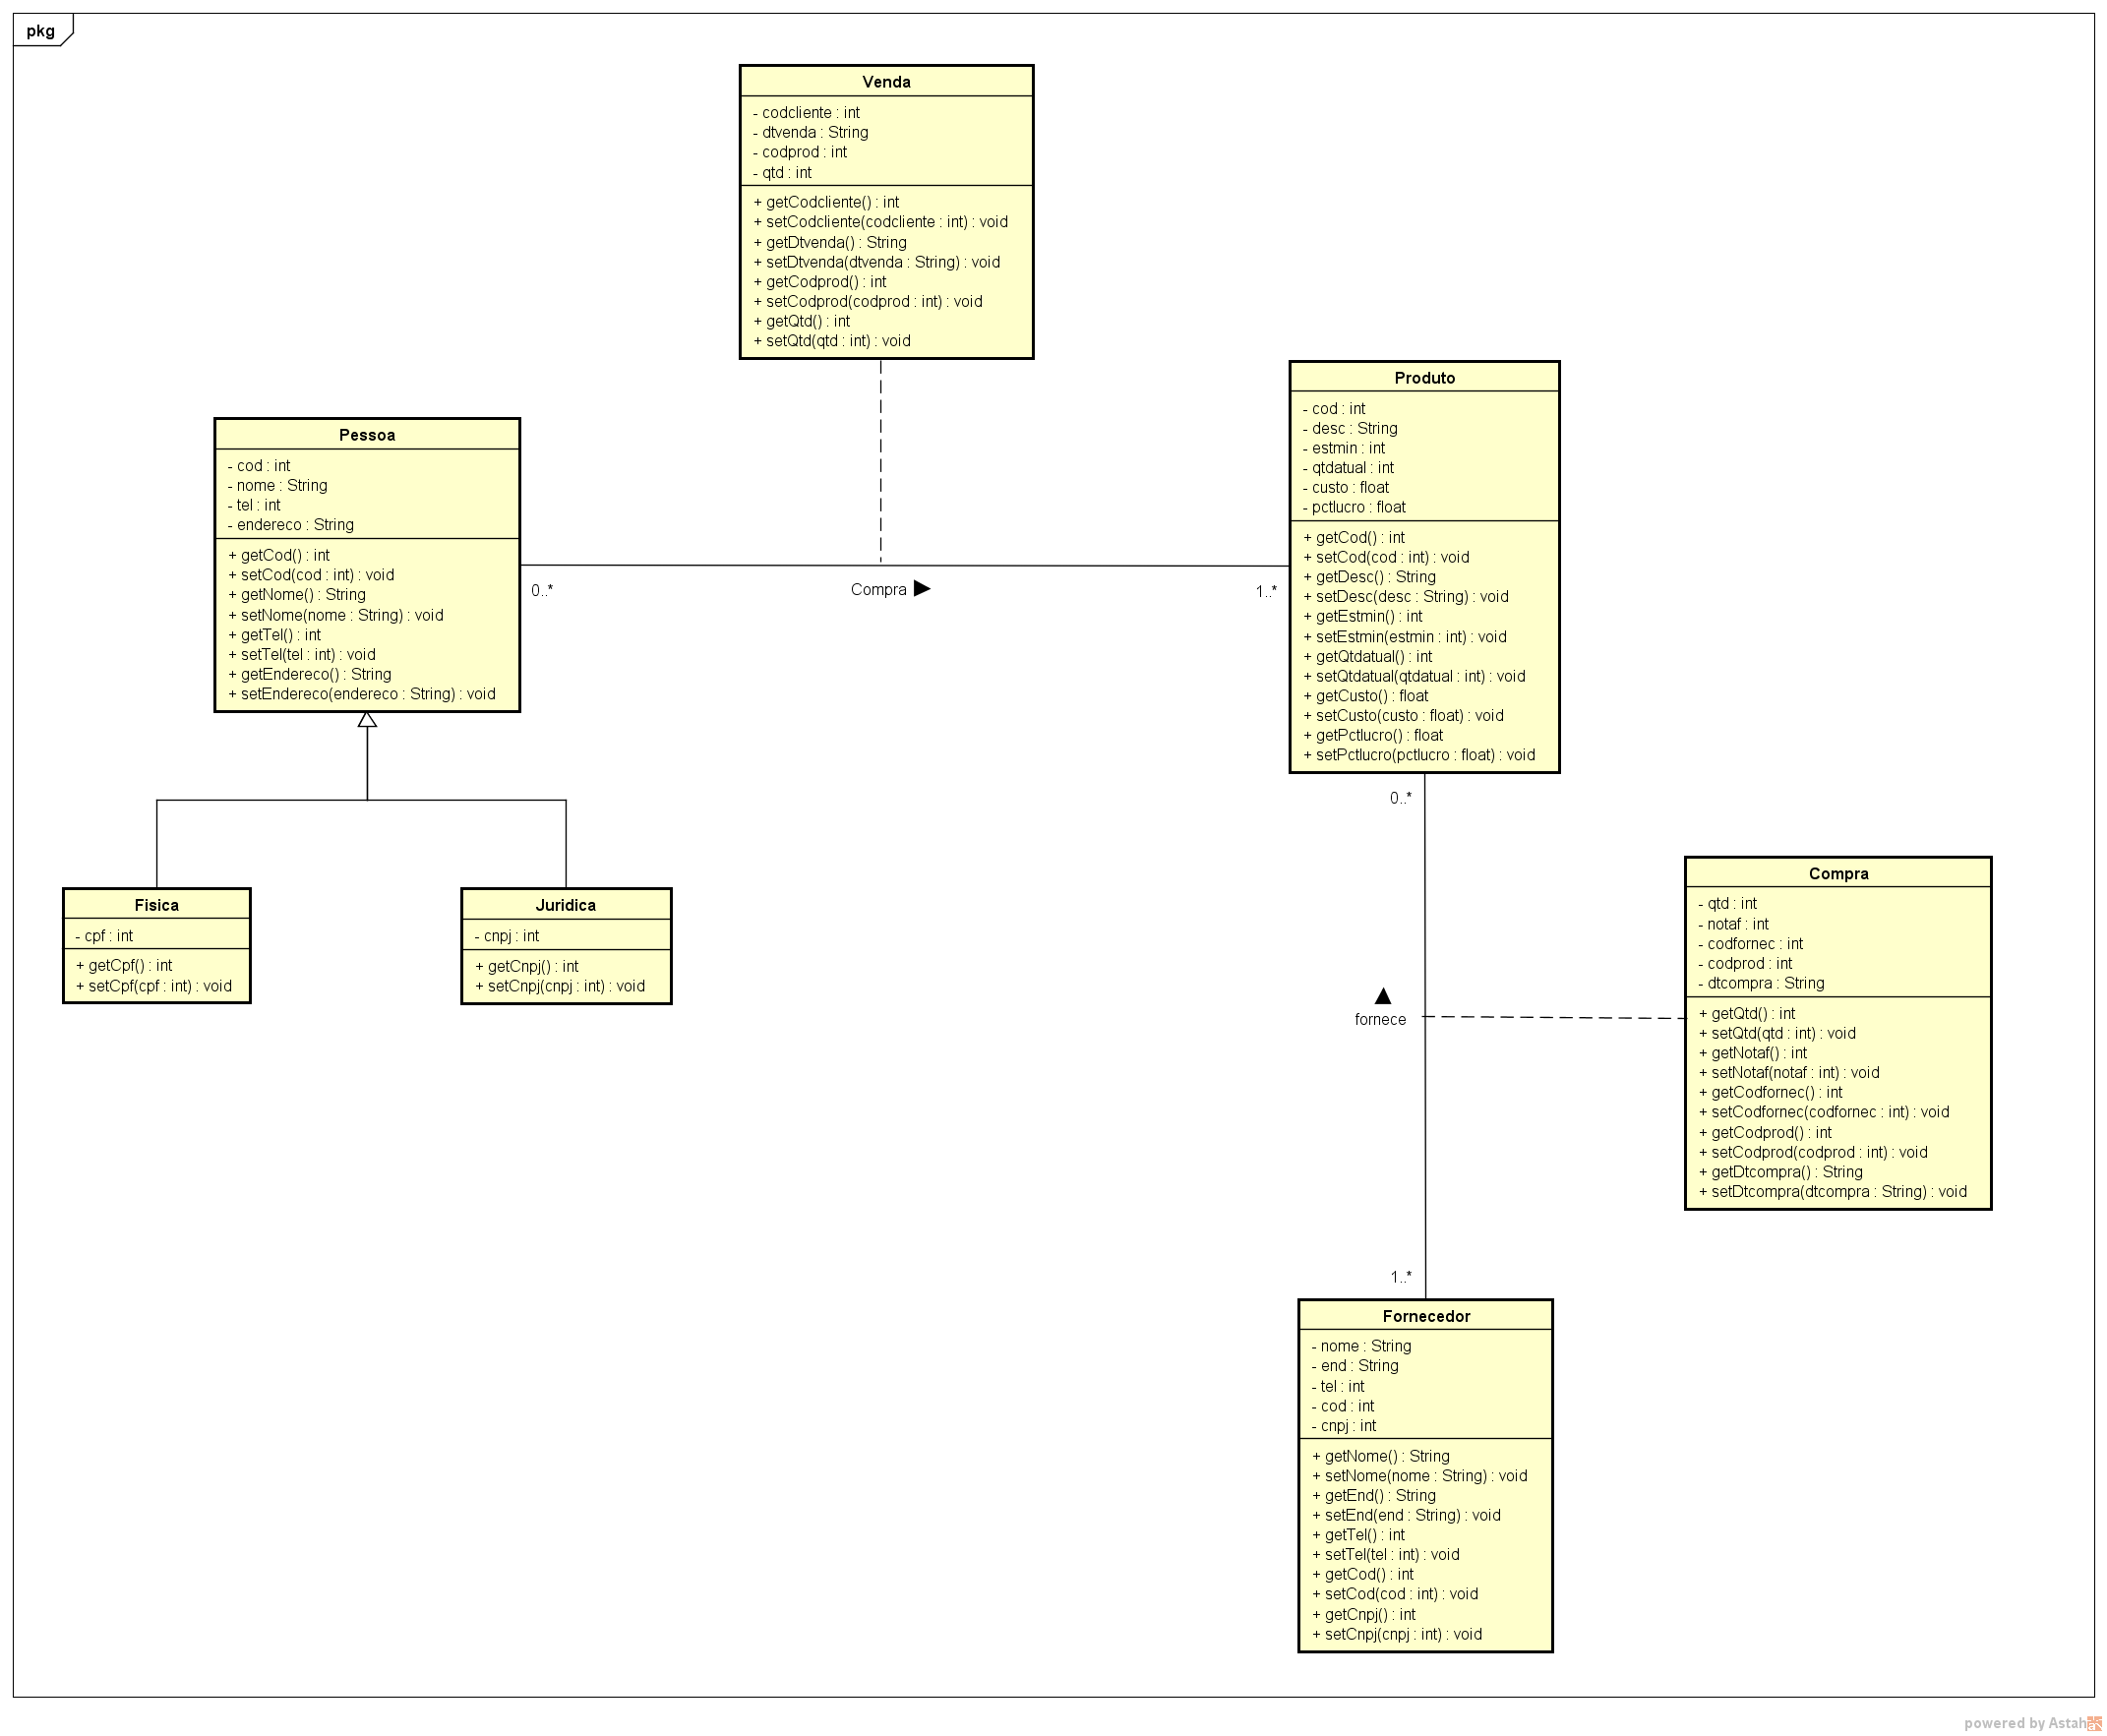 pkg
Venda
- codcliente : int
- dtvenda : String
- codprod : int
- qtd : int
+ getCodcliente() : int
+ setCodcliente(codcliente : int) : void
+ getDtvenda() : String
+ setDtvenda(dtvenda : String) : void
+ getCodprod() : int
+ setCodprod(codprod : int) : void
+ getQtd() : int
+ setQtd(qtd : int) : void
Pessoa
- cod : int
- nome : String
- tel : int
- endereco : String
+ getCod() : int
+ setCod(cod : int) : void
+ getNome() : String
+ setNome(nome : String) : void
+ getTel() : int
+ setTel(tel : int) : void
+ getEndereco() : String
+ setEndereco(endereco : String) : void
0..*
Compra
1..*
Produto
- cod : int
- desc : String
- estmin : int
- qtdatual : int
- custo : float
- pctlucro : float
+ getCod() : int
+ setCod(cod : int) : void
+ getDesc() : String
+ setDesc(desc : String) : void
+ getEstmin() : int
+ setEstmin(estmin : int) : void
+ getQtdatual() : int
+ setQtdatual(qtdatual : int) : void
+ getCusto() : float
+ setCusto(custo : float) : void
+ getPctlucro() : float
+ setPctlucro(pctlucro : float) : void
Fisica
- cpf : int
+ getCpf() : int
+ setCpf(cpf : int) : void
Juridica
- cnpj : int
+ getCnpj() : int
+ setCnpj(cnpj : int) : void
0..*
fornece
1..*
Compra
- qtd : int
- notaf : int
- codfornec : int
- codprod : int
- dtcompra : String
+ getQtd() : int
+ setQtd(qtd : int) : void
+ getNotaf() : int
+ setNotaf(notaf : int) : void
+ getCodfornec() : int
+ setCodfornec(codfornec : int) : void
+ getCodprod() : int
+ setCodprod(codprod : int) : void
+ getDtcompra() : String
+ setDtcompra(dtcompra : String) : void
Fornecedor
- nome : String
- end : String
- tel : int
- cod : int
- cnpj : int
+ getNome() : String
+ setNome(nome : String) : void
+ getEnd() : String
+ setEnd(end : String) : void
+ getTel() : int
+ setTel(tel : int) : void
+ getCod() : int
+ setCod(cod : int) : void
+ getCnpj() : int
+ setCnpj(cnpj : int) : void
powered by Astah